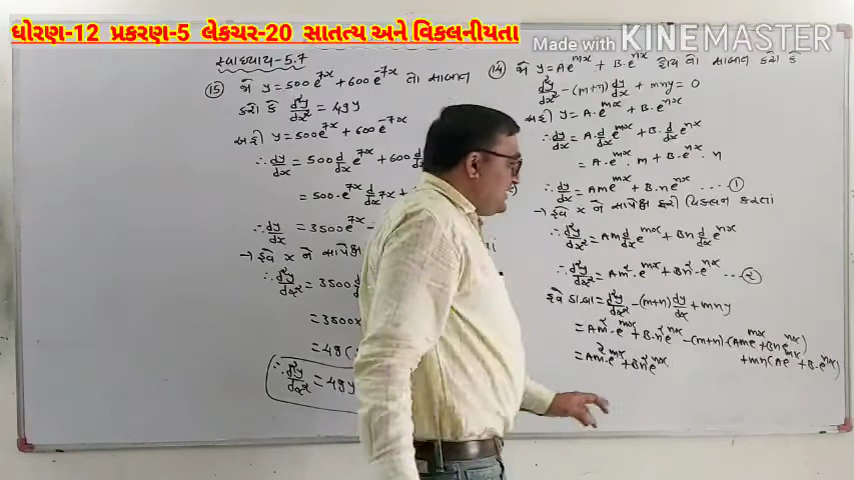 ધોરણ-12 પ્રકરણ-5 લેકચર-20 સાતત્ય અને વિકલનીયતા
Made with KINEMASTER
સ્વાધ્યાય-5.7
(15) જો y = 500e^{7x} + 600e^{-7x} તો સાબિત
કરો કે d²y/dx² = 49y
અહીં y = 500e^{7x} + 600e^{-7x}
∴ dy/dx = 500 d/dx e^{7x} + 600 d
= 500·e^{7x} d/dx 7x +
∴ dy/dx = 3500e^{7x} -
→ હવે x ને સાપેક્ષ
∴ d²y/dx² = 3500
= 3500x
= 49(
∴ d²y/dx² = 49y
(14) જો y = Ae^{mx} + B·e^{nx} હોય તો સાબિત કરો કે
d²y/dx² - (m+n) dy/dx + mny = 0
અહીં y = A·e^{mx} + B·e^{nx}
∴ dy/dx = A·d/dx e^{mx} + B·d/dx e^{nx}
= A·e^{mx}·m + B·e^{nx}·n
∴ dy/dx = Ame^{mx} + B·ne^{nx} ....(1)
→ હવે x ને સાપેક્ષ ફરી વિકલન કરતાં
∴ d²y/dx² = Am d/dx e^{mx} + Bn d/dx e^{nx}
∴ d²y/dx² = Am²·e^{mx} + Bn²·e^{nx} ...(2)
હવે ડા.બા = d²y/dx² - (m+n) dy/dx + mny
= Am²·e^{mx} + B·n²e^{nx} - (m+n)·(Ame^{mx} + Bne^{nx})
+ mn(Ae^{mx} + B·e^{nx})
= Am²·e^{mx} + Bn²e^{nx}